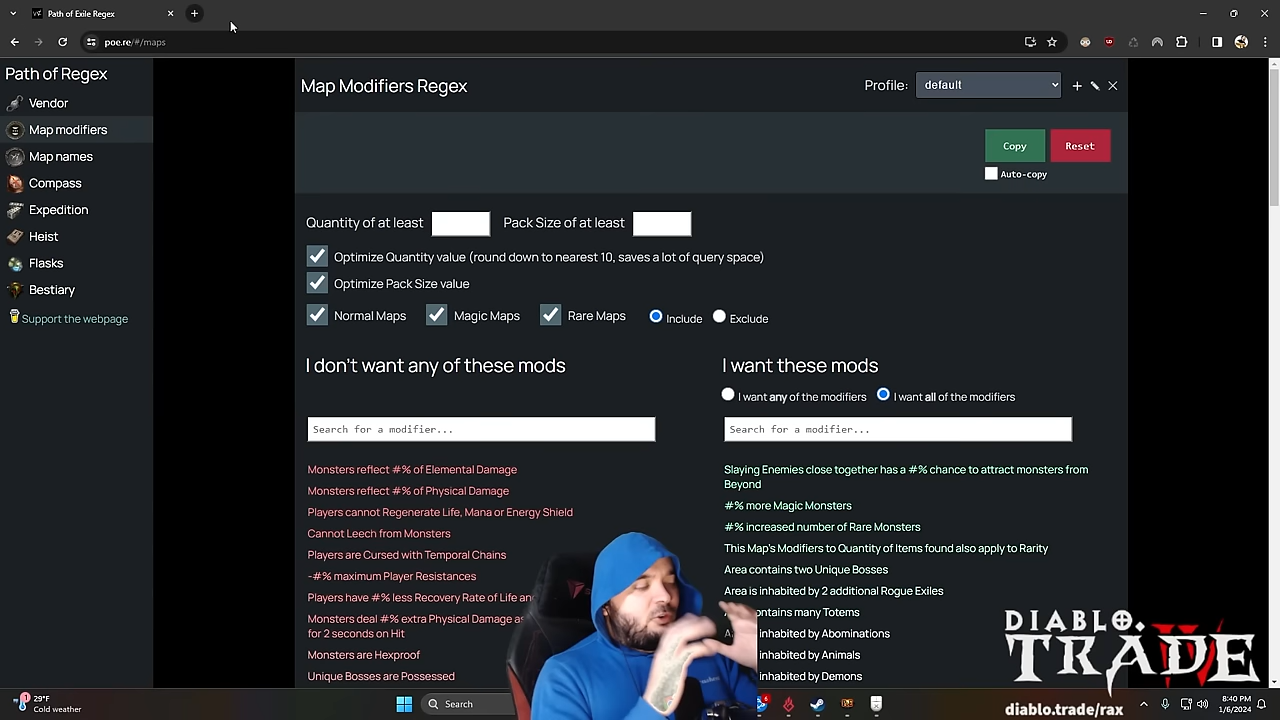 Path of Exile Regex
poe.re/#/maps
Path of Regex
Vendor
Map modifiers
Map names
Compass
Expedition
Heist
Flasks
Bestiary
Support the webpage
Map Modifiers Regex
Profile: default
Copy Reset
Auto-copy
Quantity of at least Pack Size of at least
Optimize Quantity value (round down to nearest 10, saves a lot of query space)
Optimize Pack Size value
Normal Maps Magic Maps Rare Maps Include Exclude
I don't want any of these mods
Search for a modifier...
Monsters reflect #% of Elemental Damage
Monsters reflect #% of Physical Damage
Players cannot Regenerate Life, Mana or Energy Shield
Cannot Leech from Monsters
Players are Cursed with Temporal Chains
-#% maximum Player Resistances
Players have #% less Recovery Rate of Life
Monsters deal #% extra Physical Damage
for 2 seconds on Hit
Monsters are Hexproof
Unique Bosses are Possessed
I want these mods
I want any of the modifiers I want all of the modifiers
Search for a modifier...
Slaying Enemies close together has a #% chance to attract monsters from
Beyond
#% more Magic Monsters
#% increased number of Rare Monsters
This Map's Modifiers to Quantity of Items found also apply to Rarity
Area contains two Unique Bosses
Area is inhabited by 2 additional Rogue Exiles
contains many Totems
inhabited by Abominations
inhabited by Animals
inhabited by Demons
DIABLO.
TRADE IV
diablo.trade/rax
1
29°F
Cold weather
Search
8:40 PM
1/6/2024